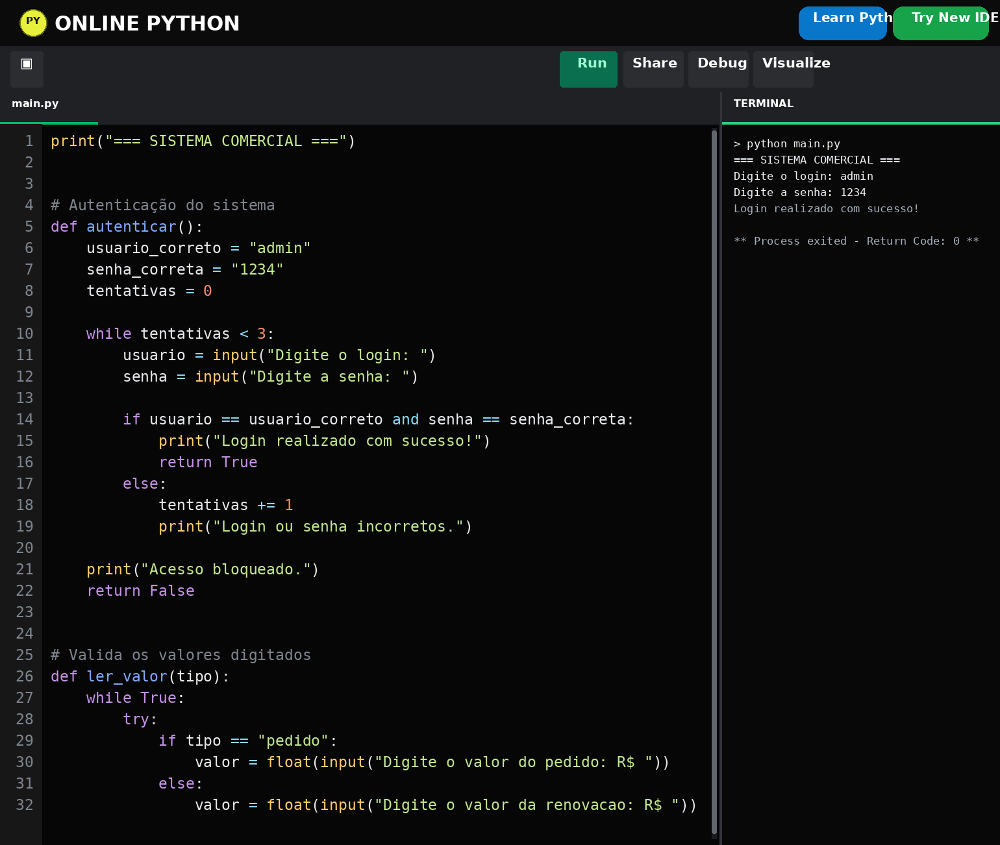 PY ONLINE PYTHON
Learn Pyth
Try New IDE
Run
Share
Debug
Visualize
main.py
1 print("=== SISTEMA COMERCIAL ===")
2
3
4 # Autenticação do sistema
5 def autenticar():
6     usuario_correto = "admin"
7     senha_correta = "1234"
8     tentativas = 0
9
10     while tentativas < 3:
11         usuario = input("Digite o login: ")
12         senha = input("Digite a senha: ")
13
14         if usuario == usuario_correto and senha == senha_correta:
15             print("Login realizado com sucesso!")
16             return True
17         else:
18             tentativas += 1
19             print("Login ou senha incorretos.")
20
21     print("Acesso bloqueado.")
22     return False
23
24
25 # Valida os valores digitados
26 def ler_valor(tipo):
27     while True:
28         try:
29             if tipo == "pedido":
30                 valor = float(input("Digite o valor do pedido: R$ "))
31             else:
32                 valor = float(input("Digite o valor da renovacao: R$ "))
TERMINAL
> python main.py
=== SISTEMA COMERCIAL ===
Digite o login: admin
Digite a senha: 1234
Login realizado com sucesso!
** Process exited - Return Code: 0 **